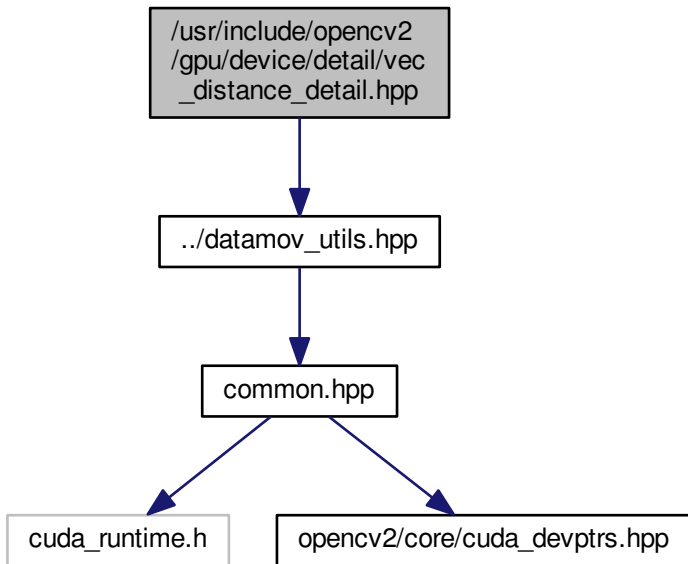 /usr/include/opencv2
/gpu/device/detail/vec
_distance_detail.hpp
../datamov_utils.hpp
common.hpp
cuda_runtime.h
opencv2/core/cuda_devptrs.hpp